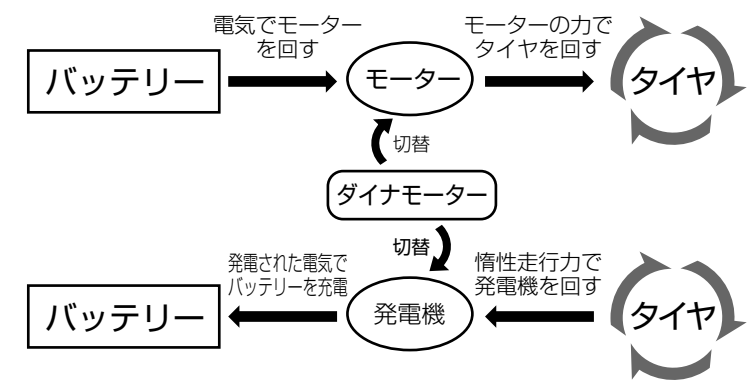 電気でモーター
を回す
モーターの力で
タイヤを回す
バッテリー
モーター
タイヤ
切替
ダイナモーター
切替
発電された電気で
バッテリーを充電
惰性走行力で
発電機を回す
バッテリー
発電機
タイヤ